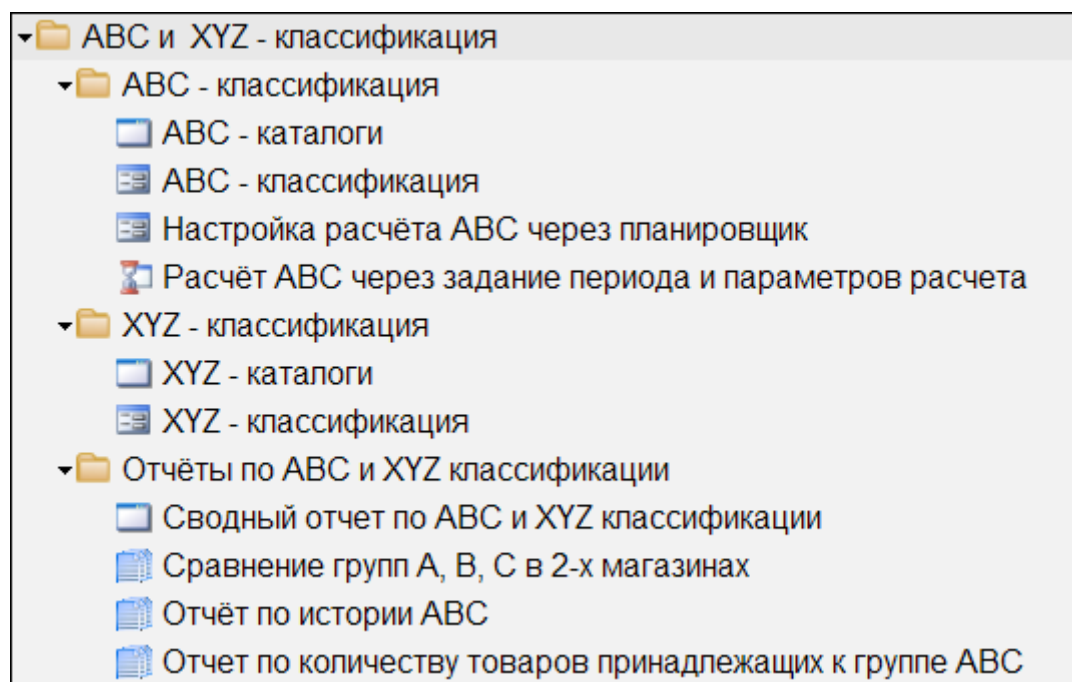 ABC и  XYZ - классификация
ABC - классификация
ABC - каталоги
ABC - классификация
Настройка расчёта ABC через планировщик
Расчёт ABC через задание периода и параметров расчета
XYZ - классификация
XYZ - каталоги
XYZ - классификация
Отчёты по ABC и XYZ классификации
Сводный отчет по ABC и XYZ классификации
Сравнение групп A, B, C в 2-х магазинах
Отчёт по истории ABC
Отчет по количеству товаров принадлежащих к группе ABC